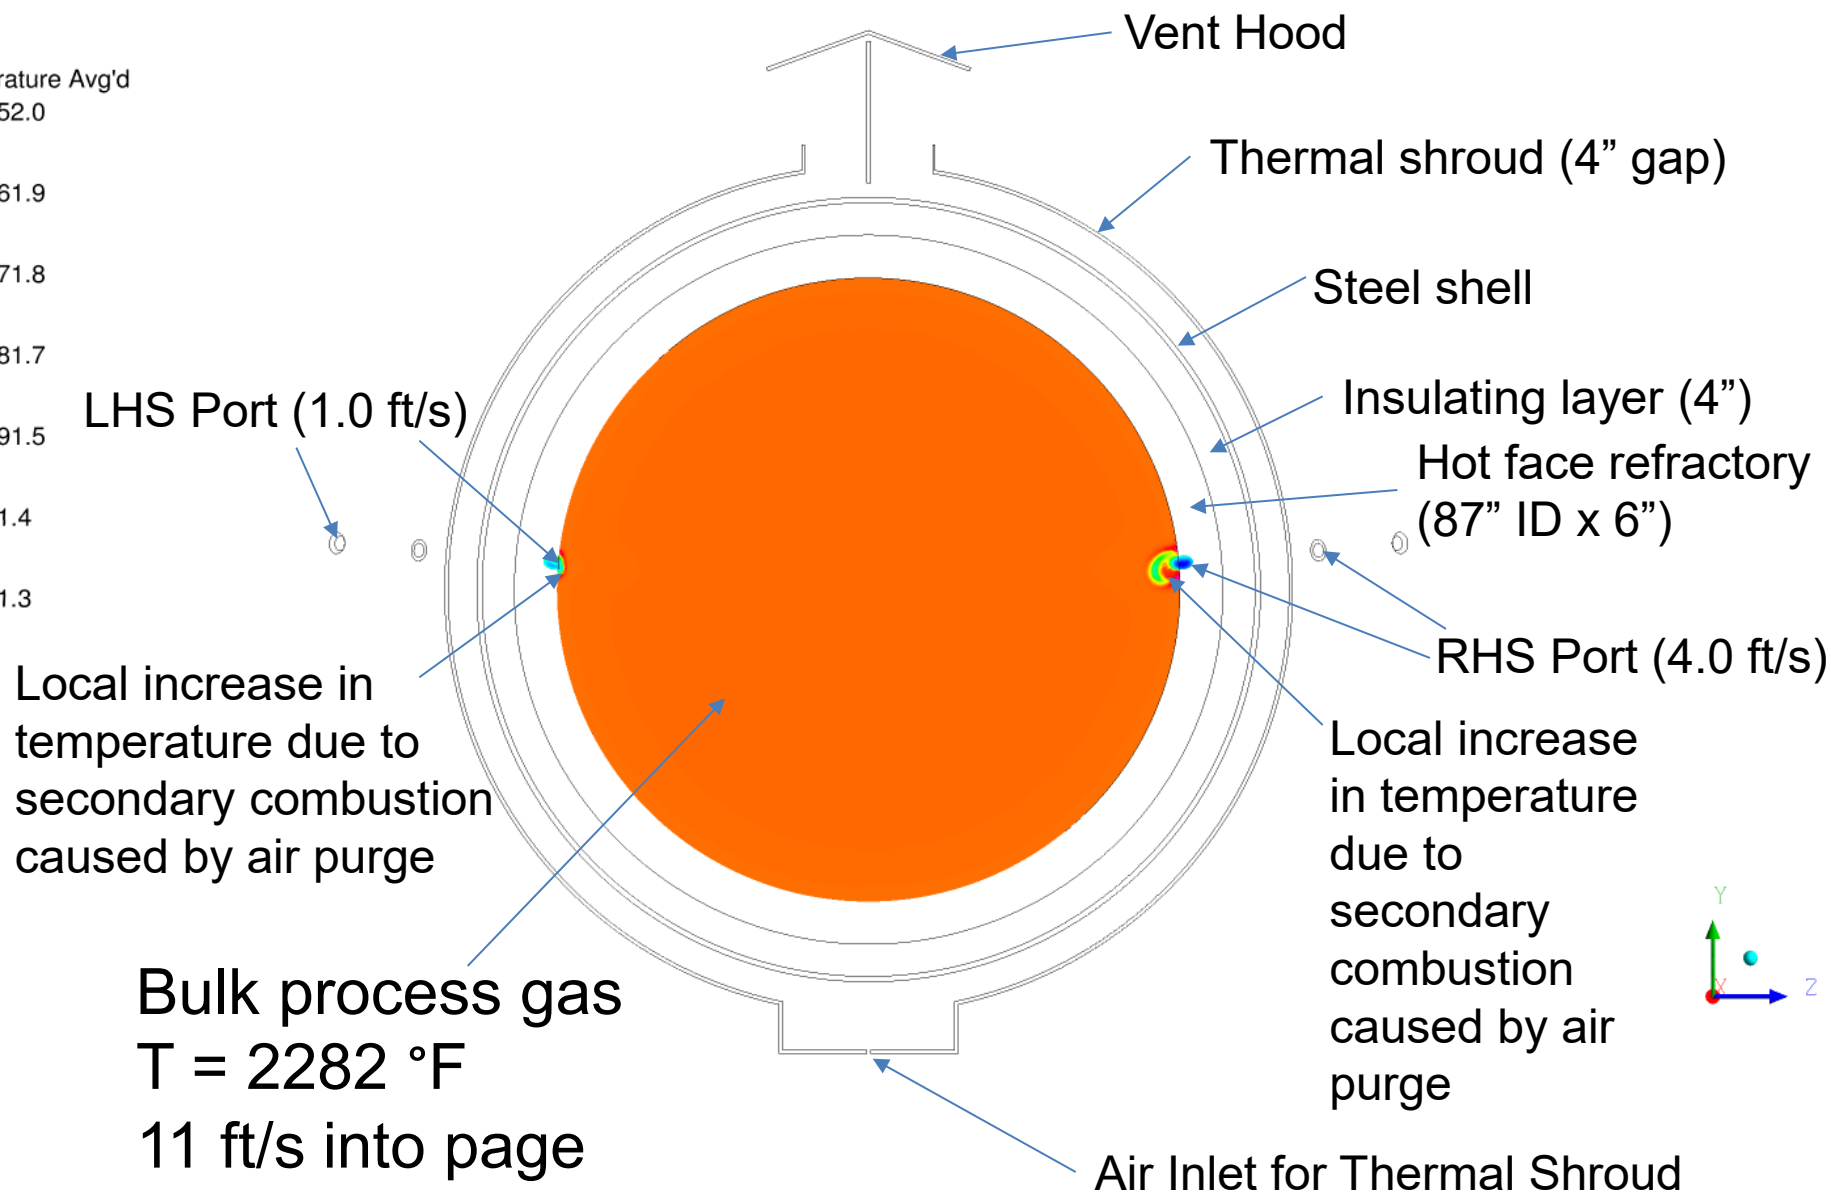 Vent Hood
rature Avg'd
52.0
61.9
71.8
81.7
91.5
1.4
1.3
Thermal shroud (4” gap)
Steel shell
Insulating layer (4”)
Hot face refractory
(87” ID x 6”)
LHS Port (1.0 ft/s)
RHS Port (4.0 ft/s)
Local increase in
temperature due to
secondary combustion
caused by air purge
Local increase
in temperature
due to
secondary
combustion
caused by air
purge
Bulk process gas
T = 2282 °F
11 ft/s into page
Air Inlet for Thermal Shroud
Y
X
Z